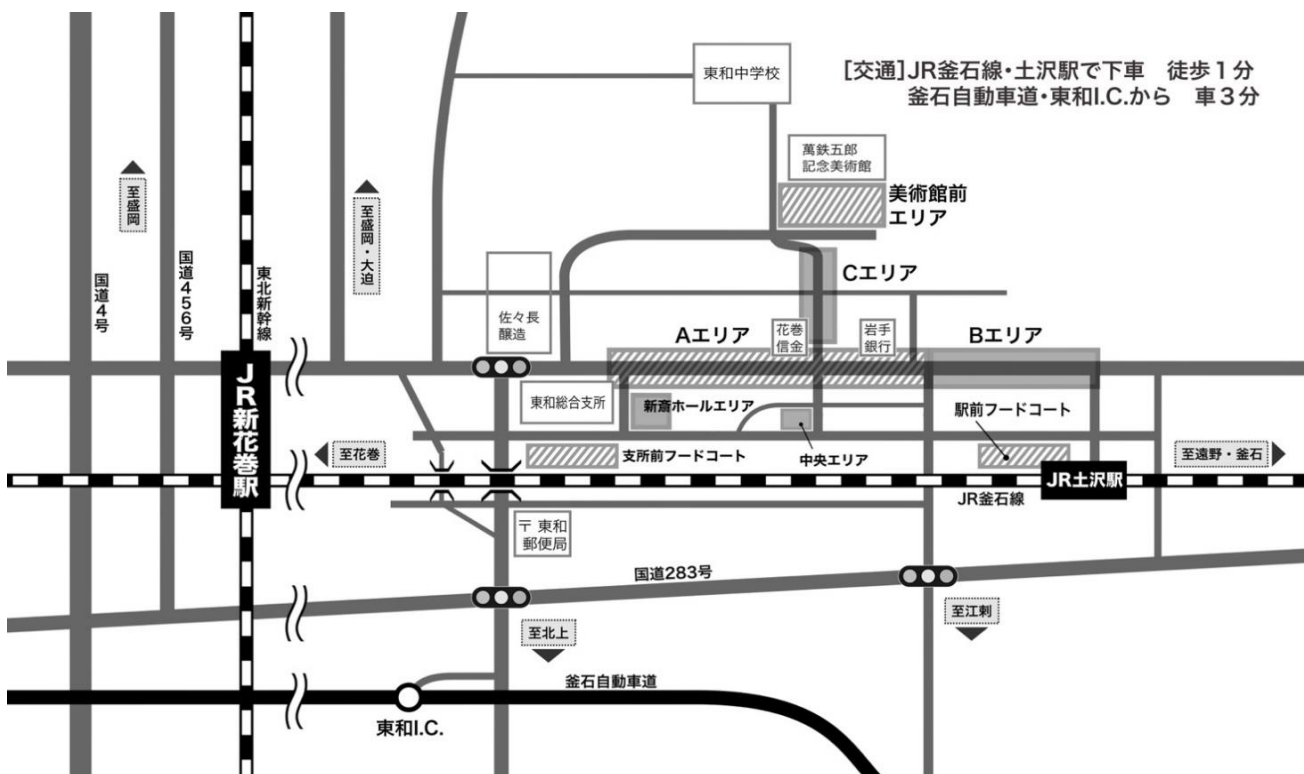 [交通]JR釜石線・土沢駅で下車　徒歩1分
釜石自動車道・東和I.C.から　車3分
東和中学校
萬鉄五郎
記念美術館
美術館前
エリア
至盛岡
至盛岡・大迫
国道4号
国道456号
東北新幹線
Cエリア
佐々長
醸造
Aエリア
花巻
信金
岩手
銀行
Bエリア
JR新花巻駅
東和総合支所
新斎ホールエリア
駅前フードコート
至花巻
支所前フードコート
中央エリア
至遠野・釜石
JR土沢駅
JR釜石線
〒東和
郵便局
国道283号
至北上
至江刺
釜石自動車道
東和I.C.